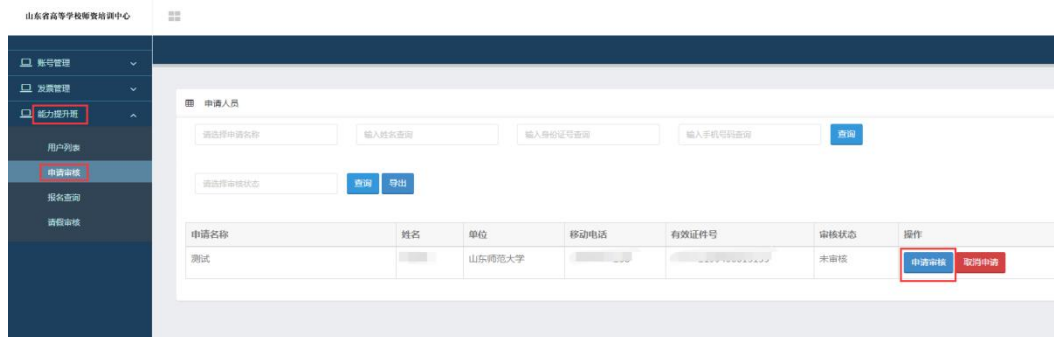 山东省高等学校师资培训中心
账号管理
发票管理
能力提升班
用户列表
申请审核
报名查询
请假审核
申请人员
请选择申请名称 输入姓名查询 输入身份证号查询 输入手机号码查询 查询
请选择审核状态 查询 导出
申请名称 姓名 单位 移动电话 有效证件号 审核状态 操作
测试 山东师范大学 未审核 申请审核 取消申请